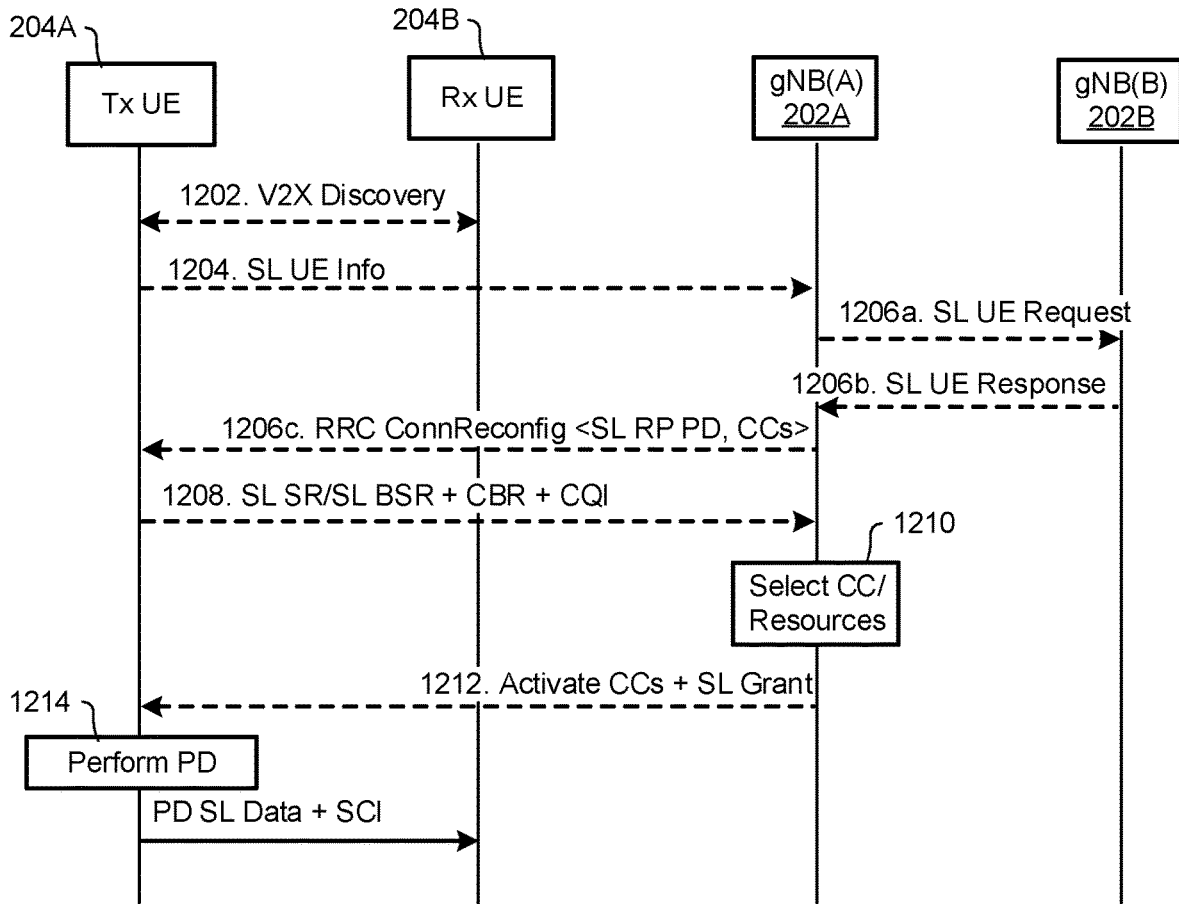 204A
204B
Tx UE
Rx UE
gNB(A)
202A
gNB(B)
202B
1202. V2X Discovery
1204. SL UE Info
1206a. SL UE Request
1206b. SL UE Response
1206c. RRC ConnReconfig <SL RP PD, CCs>
1208. SL SR/SL BSR + CBR + CQI
1210
Select CC/
Resources
1212. Activate CCs + SL Grant
1214
Perform PD
PD SL Data + SCI